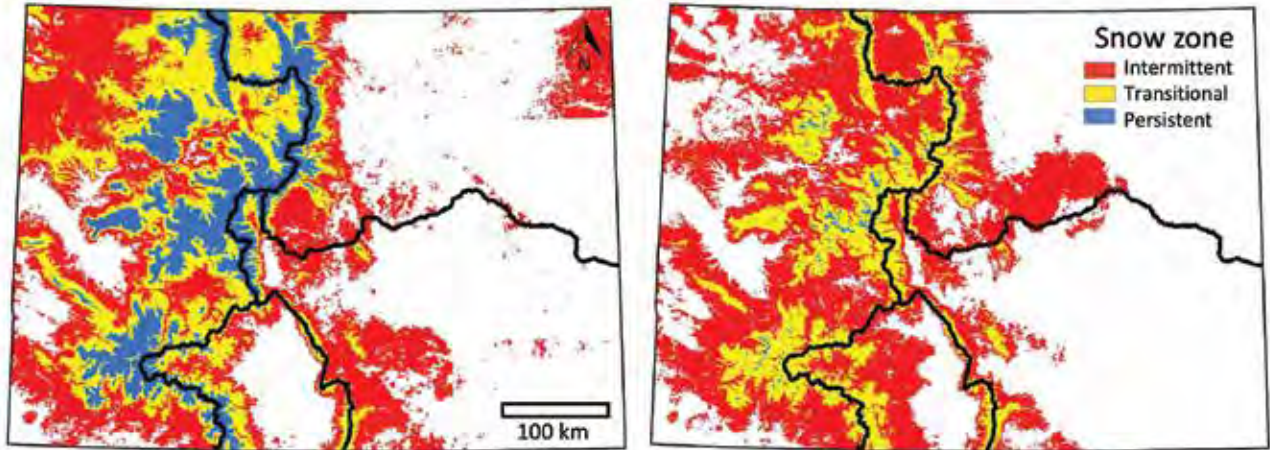 N
Snow zone
Intermittent
Transitional
Persistent
100 km